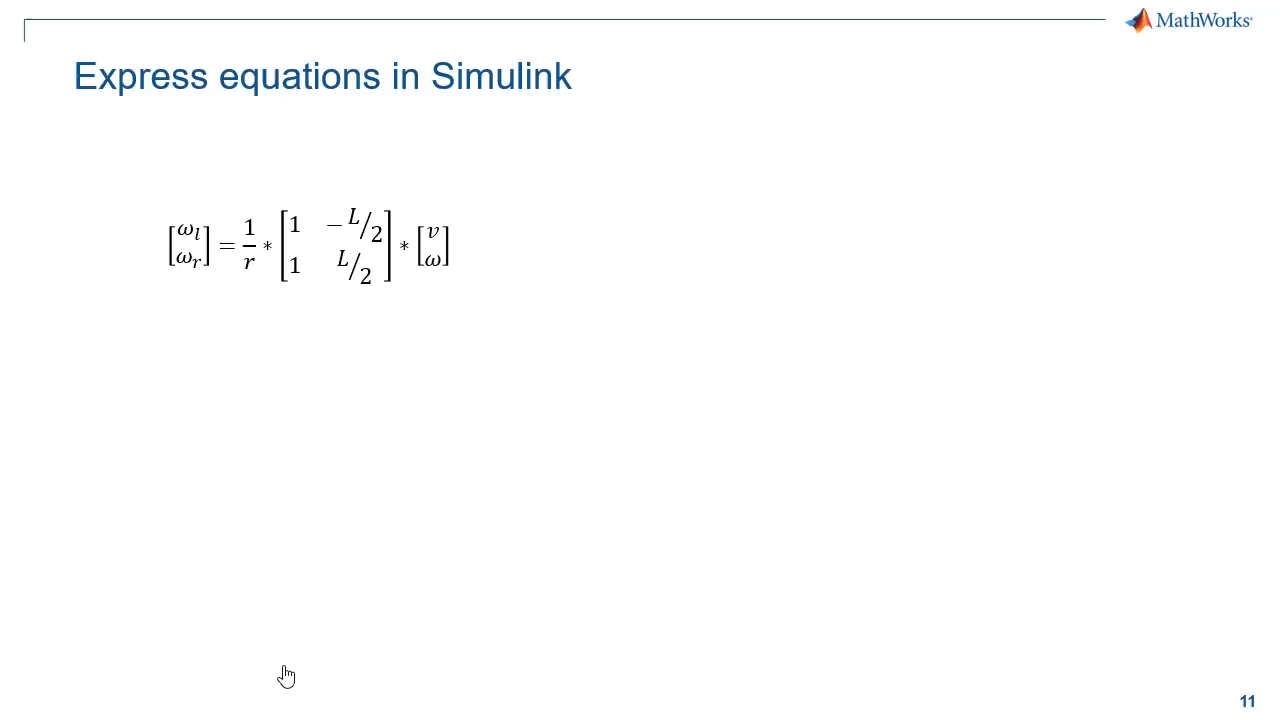 MathWorks
Express equations in Simulink
[ω_l; ω_r] = 1/r * [1 −L/2; 1 L/2] * [v; ω]
11